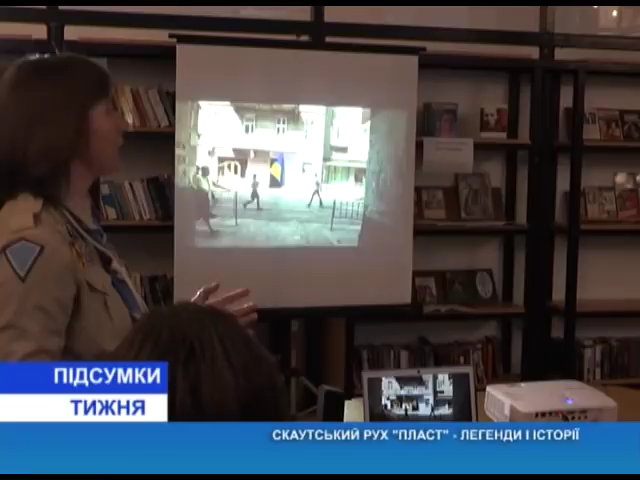 ПІДСУМКИ
ТИЖНЯ
СКАУТСЬКИЙ РУХ "ПЛАСТ" - ЛЕГЕНДИ І ІСТОРІЇ